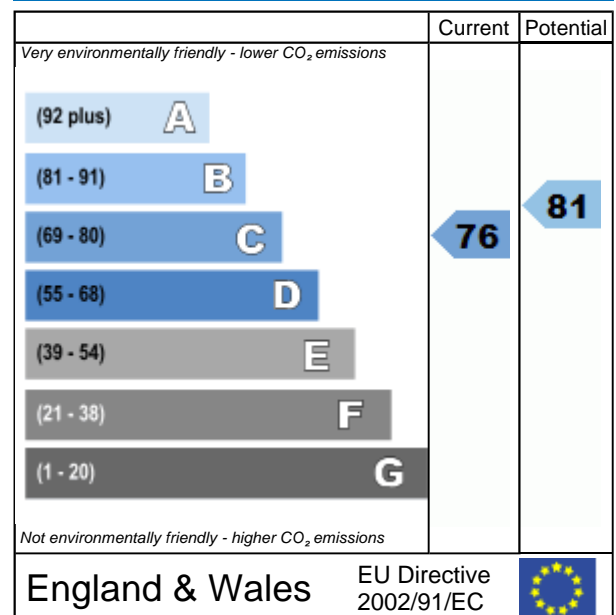 Current Potential
Very environmentally friendly - lower CO₂ emissions
(92 plus) A
(81 - 91) B
81
(69 - 80) C
76
(55 - 68) D
(39 - 54) E
(21 - 38) F
(1 - 20) G
Not environmentally friendly - higher CO₂ emissions
England & Wales
EU Directive
2002/91/EC